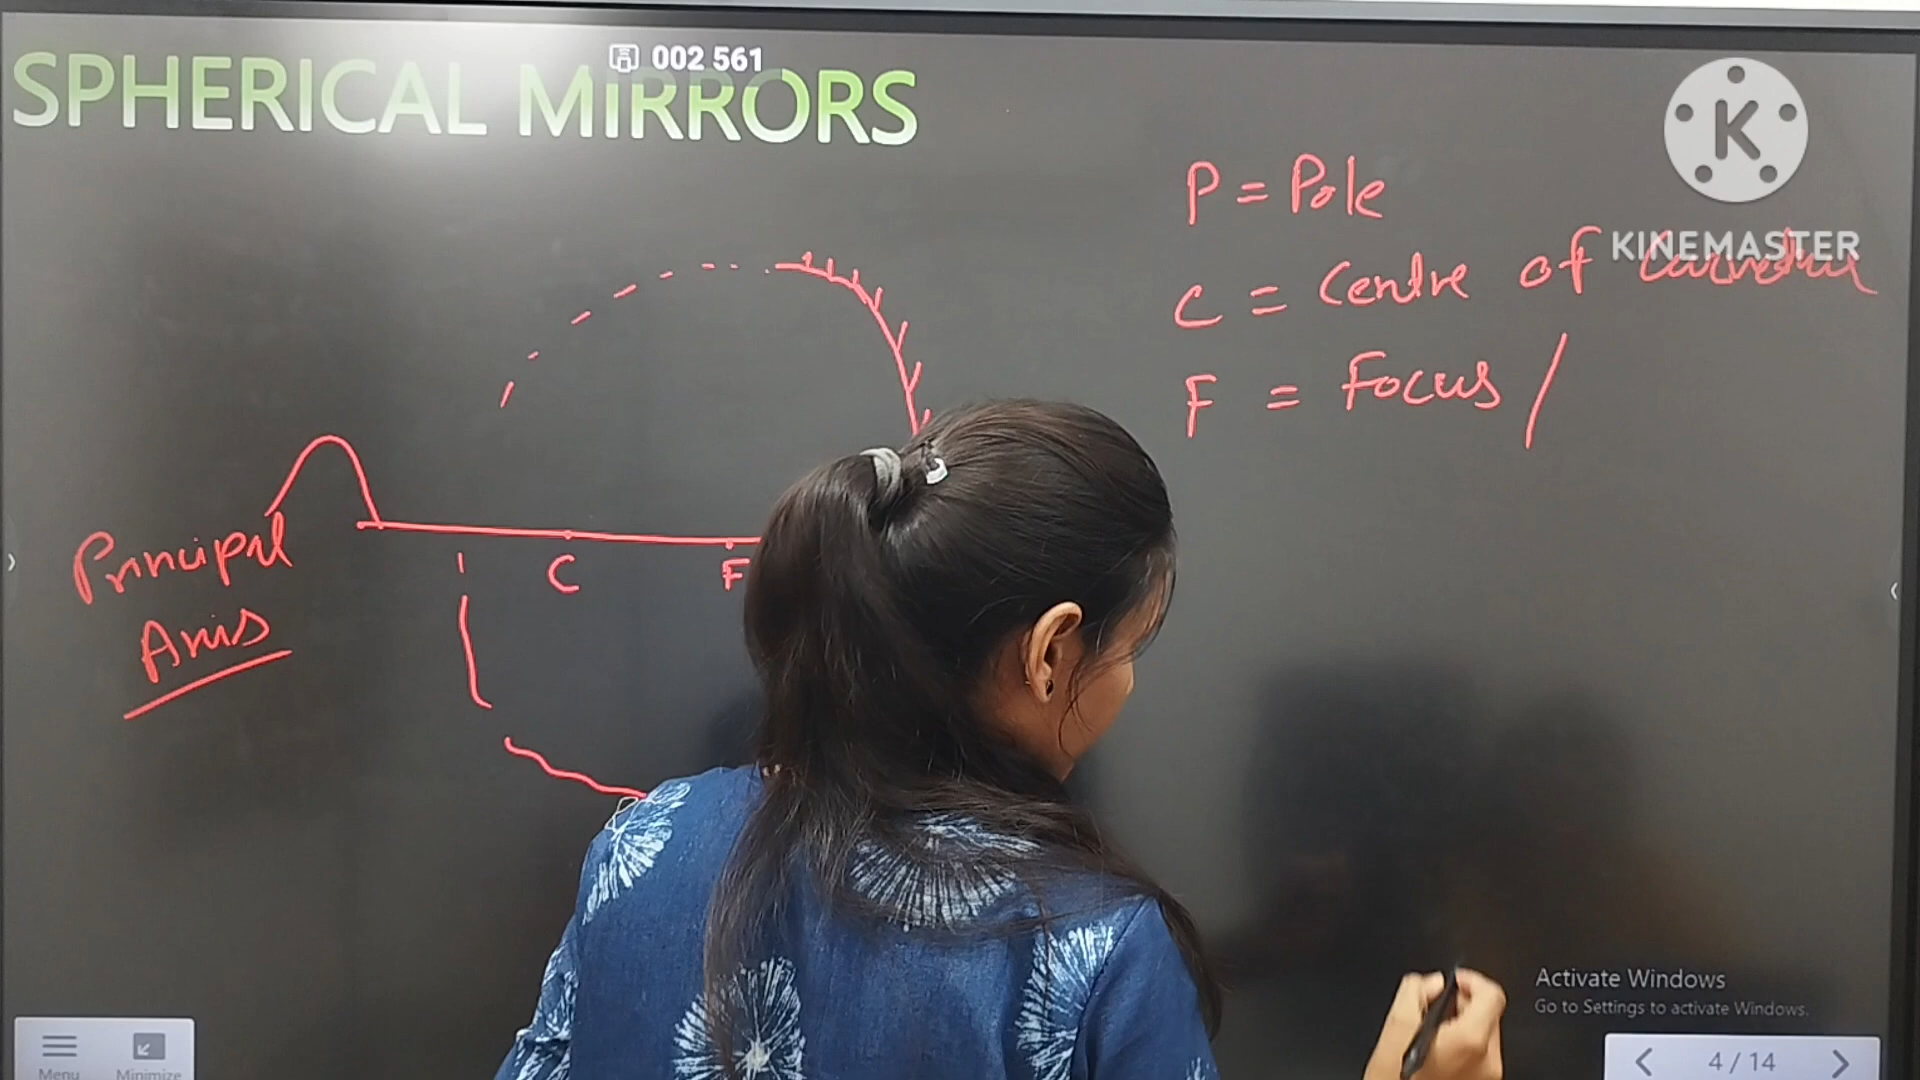 002 561
SPHERICAL MIRRORS
K
KINEMASTER
P = Pole
C = Centre of Curvature
F = Focus /
Principal
Axis
C
F
Activate Windows
Go to Settings to activate Windows.
Menu
Minimize
4 / 14